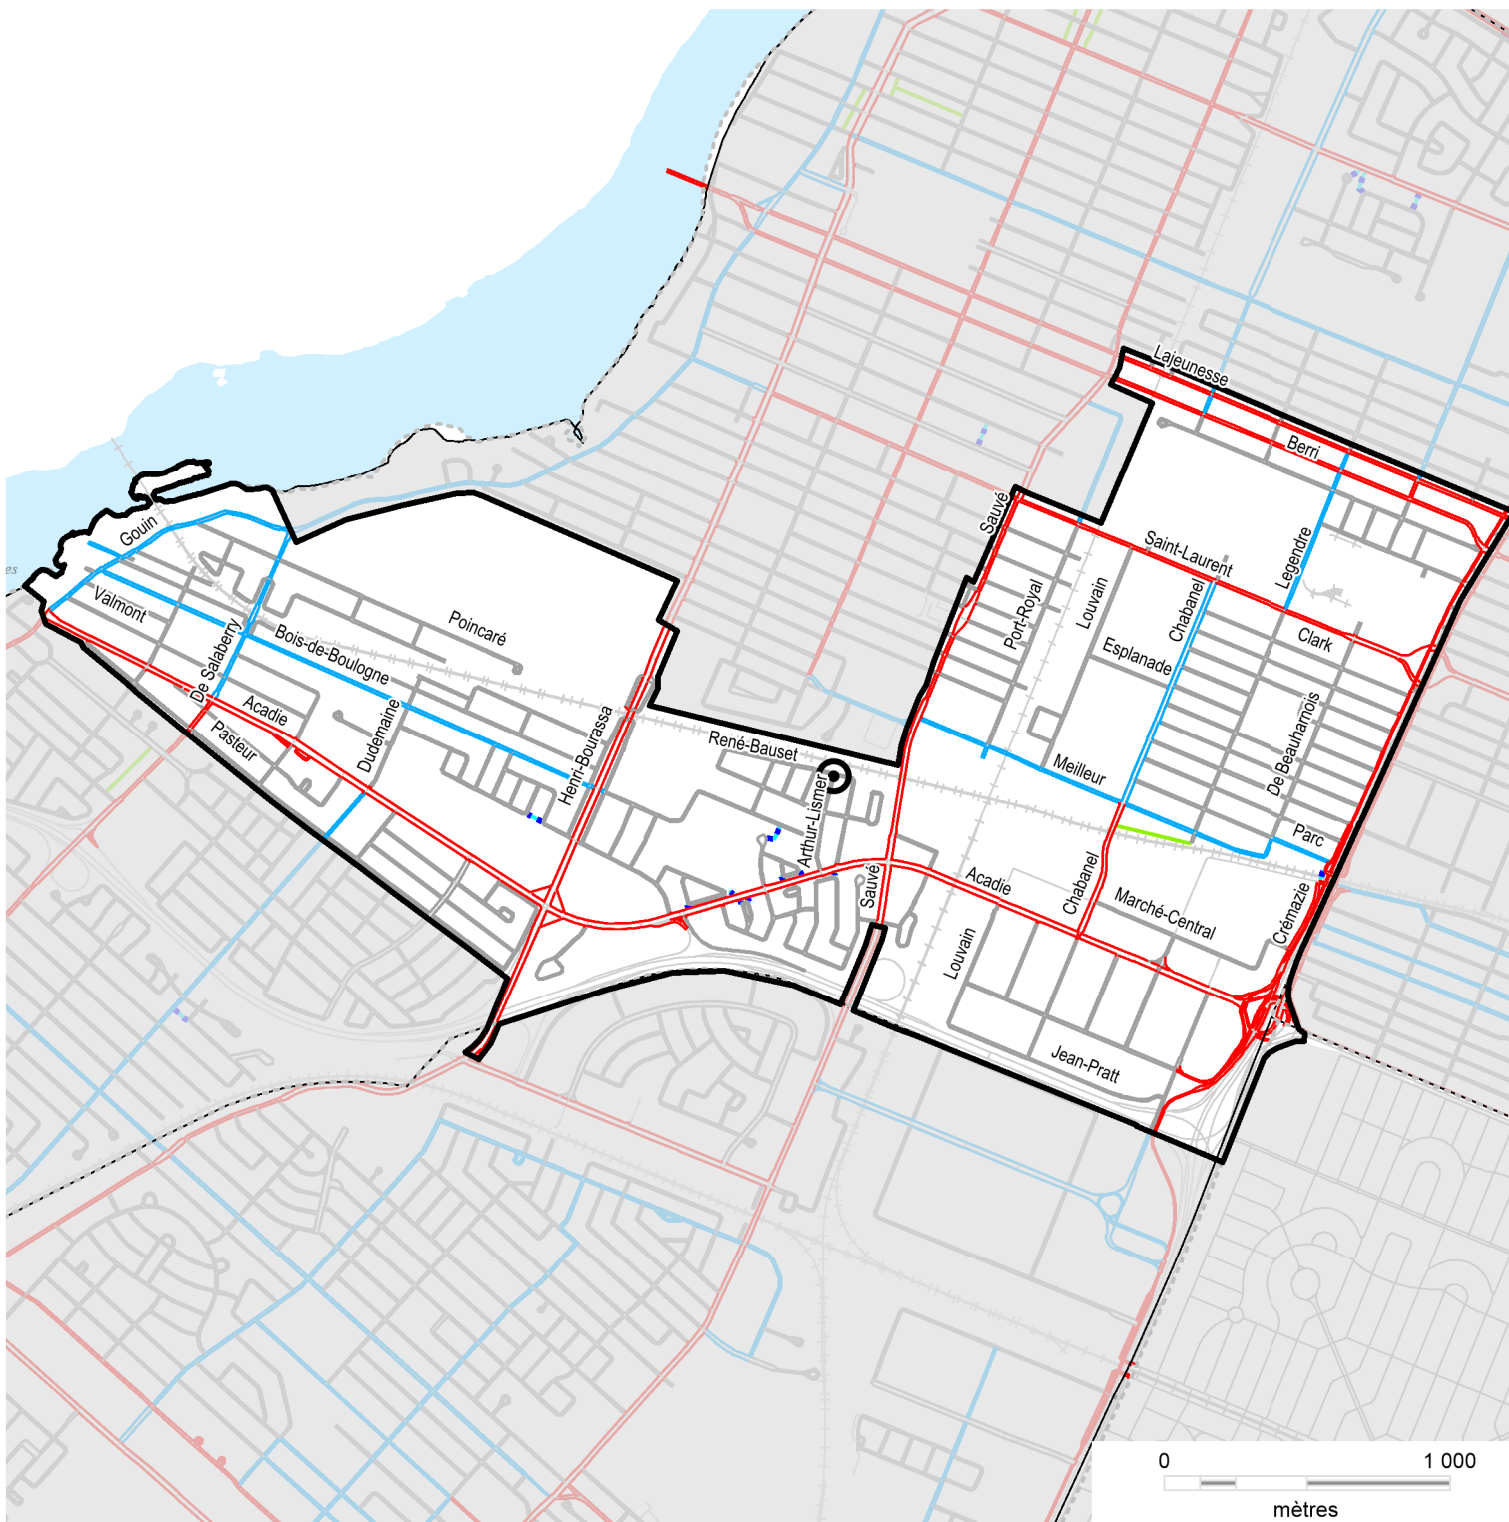 Lajeunesse
Berri
Sauvé
Saint-Laurent
Legendre
Gouin
es
Port-Royal
Louvain
Chabanel
Valmont
Poincaré
Clark
Bois-de-Boulogne
De Salaberry
Esplanade
Acadie
Dudemaine
De Beauharnois
Pasteur
Henri-Bourassa
René-Bauset
Meilleur
Arthur-Lismer
Parc
Sauvé
Acadie
Chabanel
Marché-Central
Crémazie
Louvain
Jean-Pratt
0 1 000
mètres